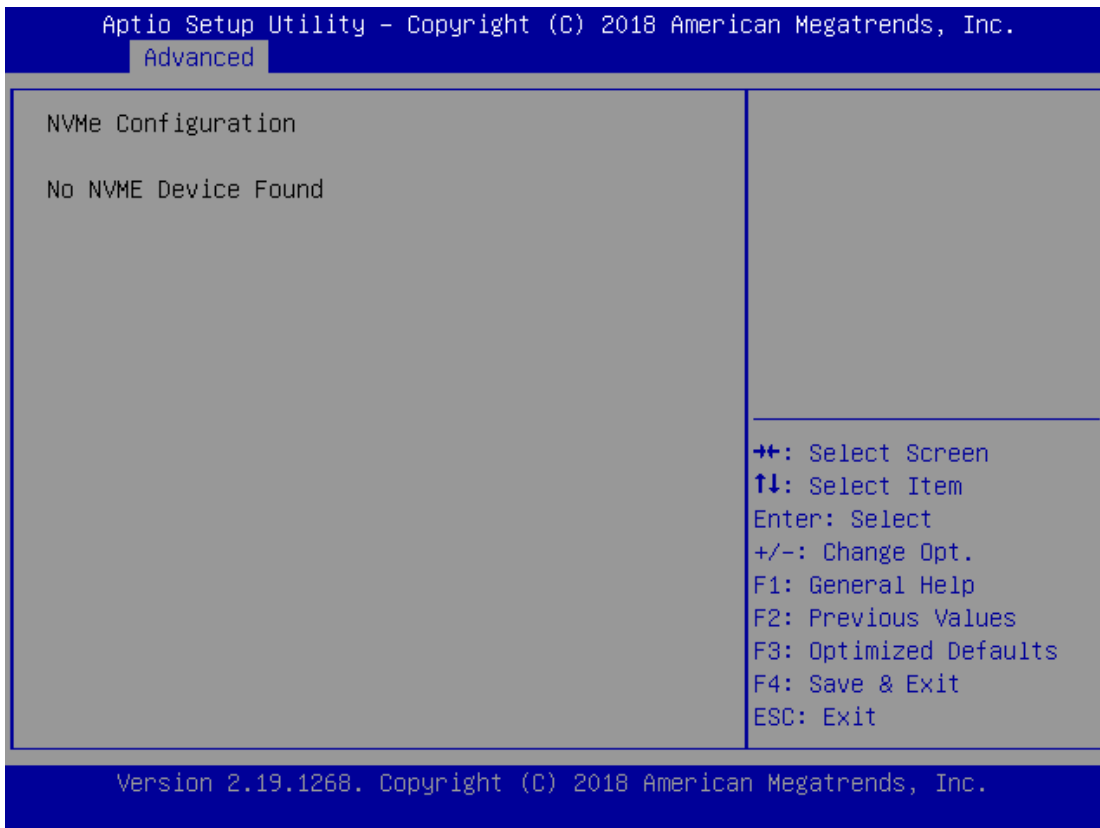 Aptio Setup Utility – Copyright (C) 2018 American Megatrends, Inc.
Advanced
NVMe Configuration
No NVME Device Found
→←: Select Screen
↑↓: Select Item
Enter: Select
+/-: Change Opt.
F1: General Help
F2: Previous Values
F3: Optimized Defaults
F4: Save & Exit
ESC: Exit
Version 2.19.1268. Copyright (C) 2018 American Megatrends, Inc.